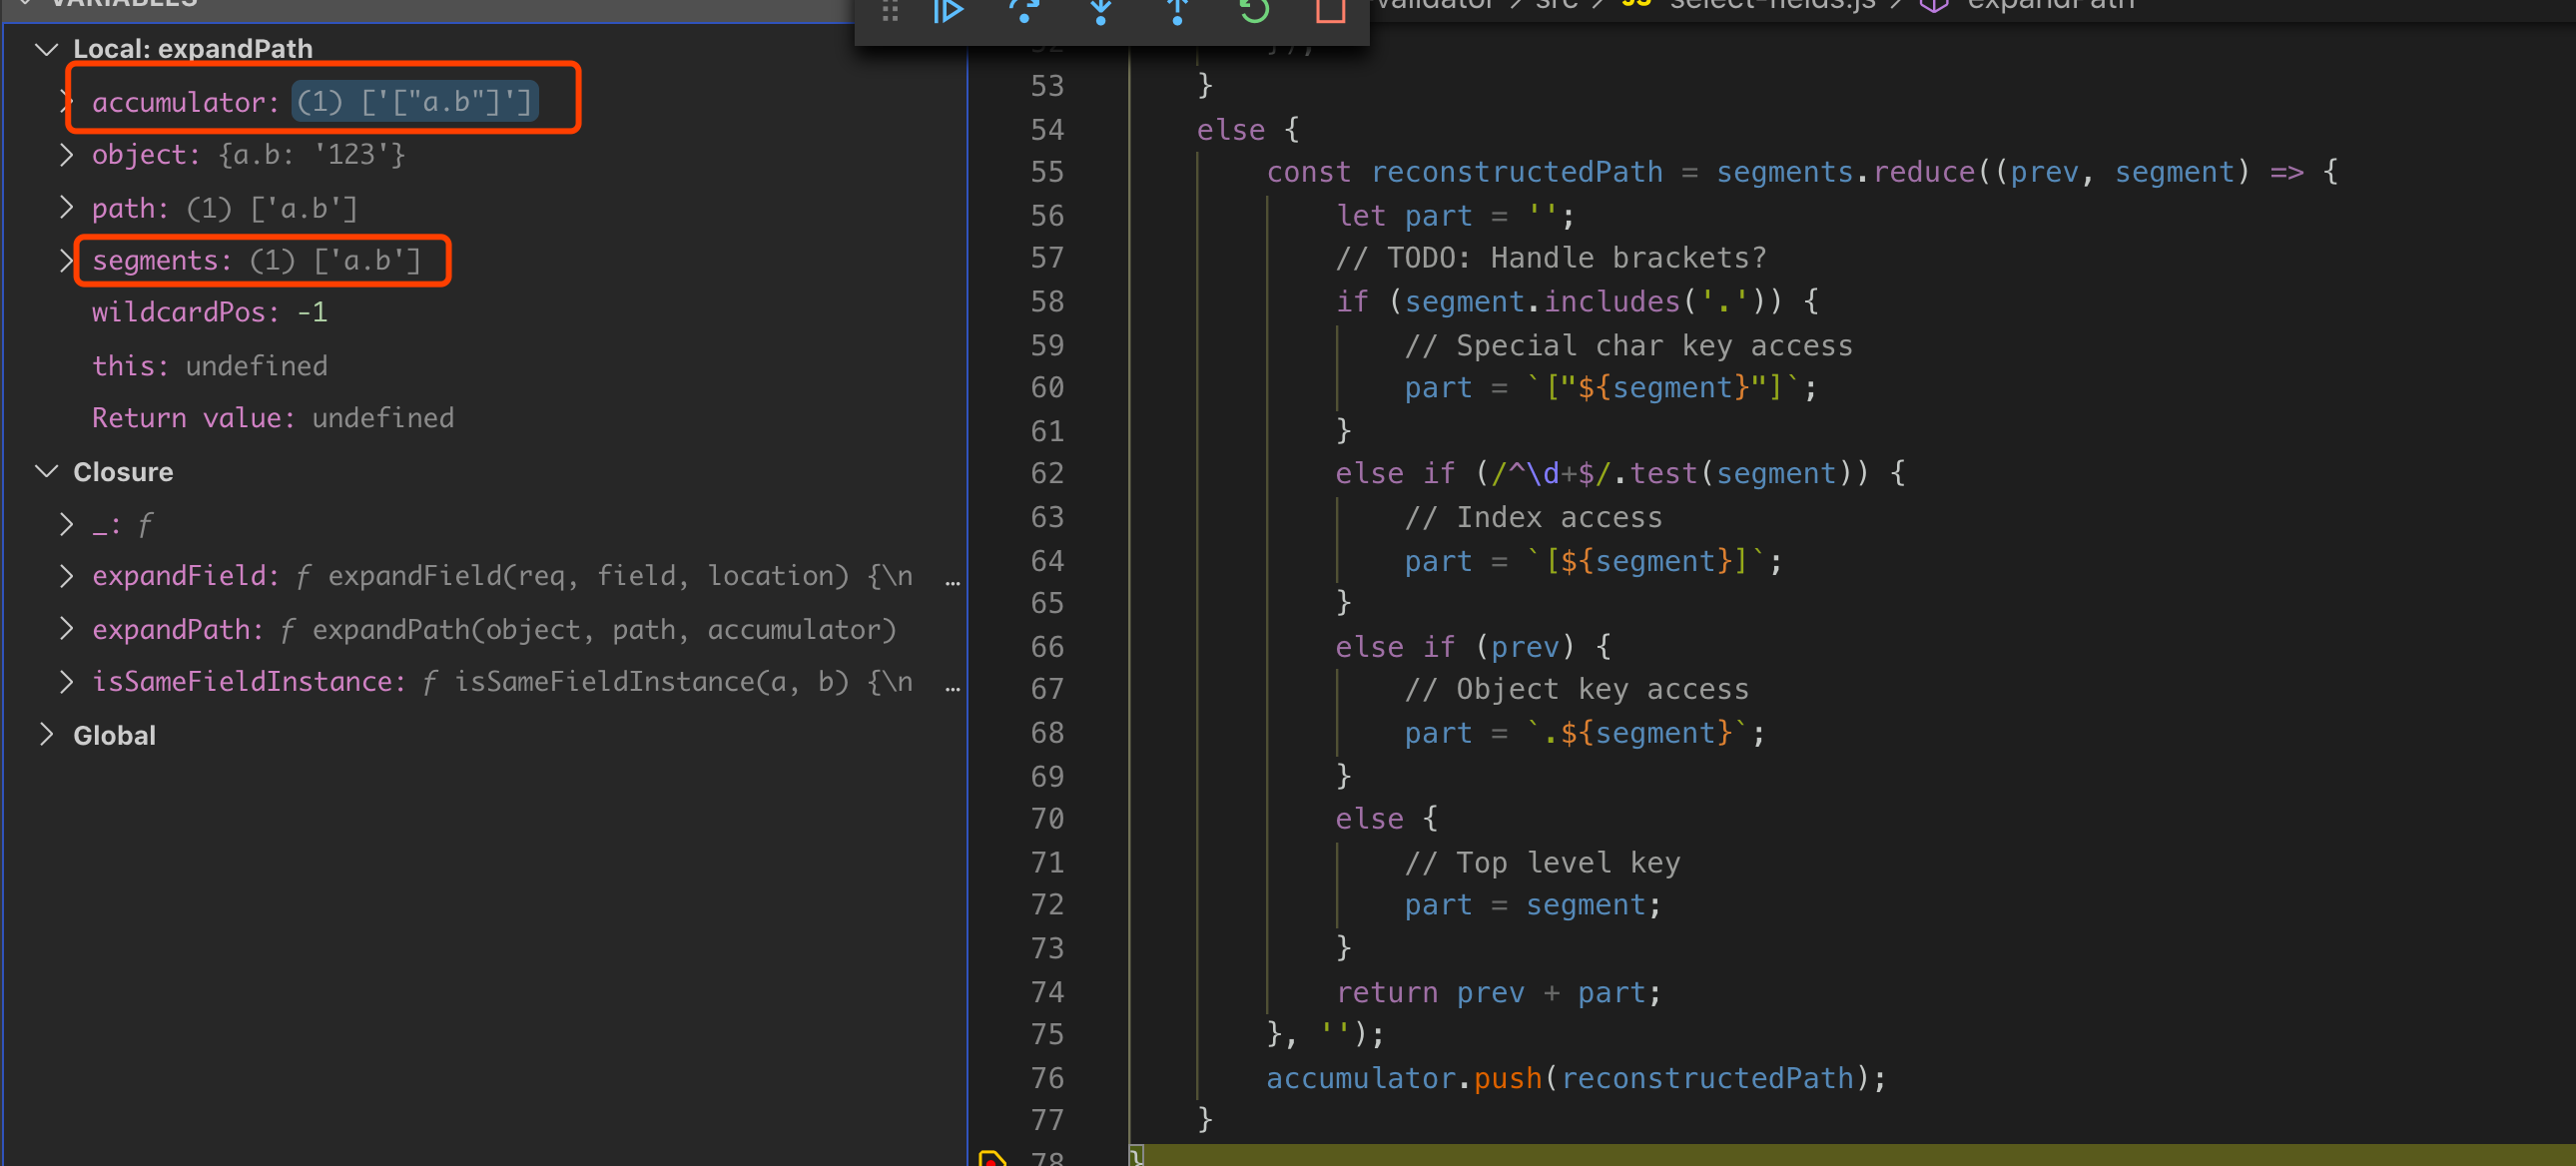 VARIABLES
Local: expandPath
accumulator: (1) ['["a.b"]']
object: {a.b: '123'}
path: (1) ['a.b']
segments: (1) ['a.b']
wildcardPos: -1
this: undefined
Return value: undefined
Closure
_: f
expandField: f expandField(req, field, location) {\n …
expandPath: f expandPath(object, path, accumulator)
isSameFieldInstance: f isSameFieldInstance(a, b) {\n …
Global
validator > src > JS select-fields.js > expandPath
52 });
53 }
54 else {
55 const reconstructedPath = segments.reduce((prev, segment) => {
56 let part = '';
57 // TODO: Handle brackets?
58 if (segment.includes('.')) {
59 // Special char key access
60 part = `["${segment}"]`;
61 }
62 else if (/^\d+$/.test(segment)) {
63 // Index access
64 part = `[${segment}]`;
65 }
66 else if (prev) {
67 // Object key access
68 part = `.${segment}`;
69 }
70 else {
71 // Top level key
72 part = segment;
73 }
74 return prev + part;
75 }, '');
76 accumulator.push(reconstructedPath);
77 }
78 }